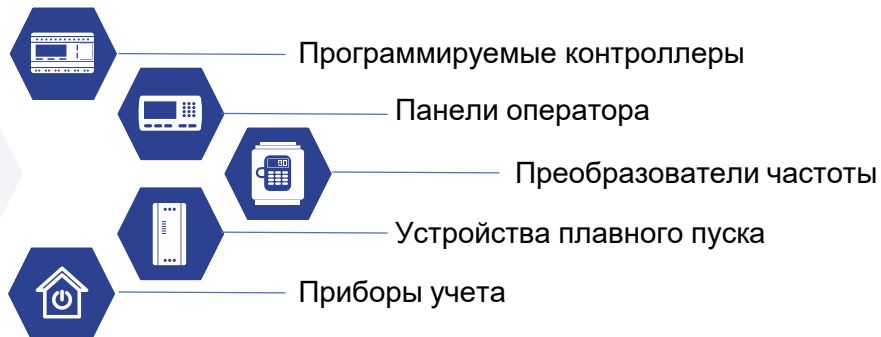 Программируемые контроллеры
Панели оператора
Преобразователи частоты
Устройства плавного пуска
Приборы учета